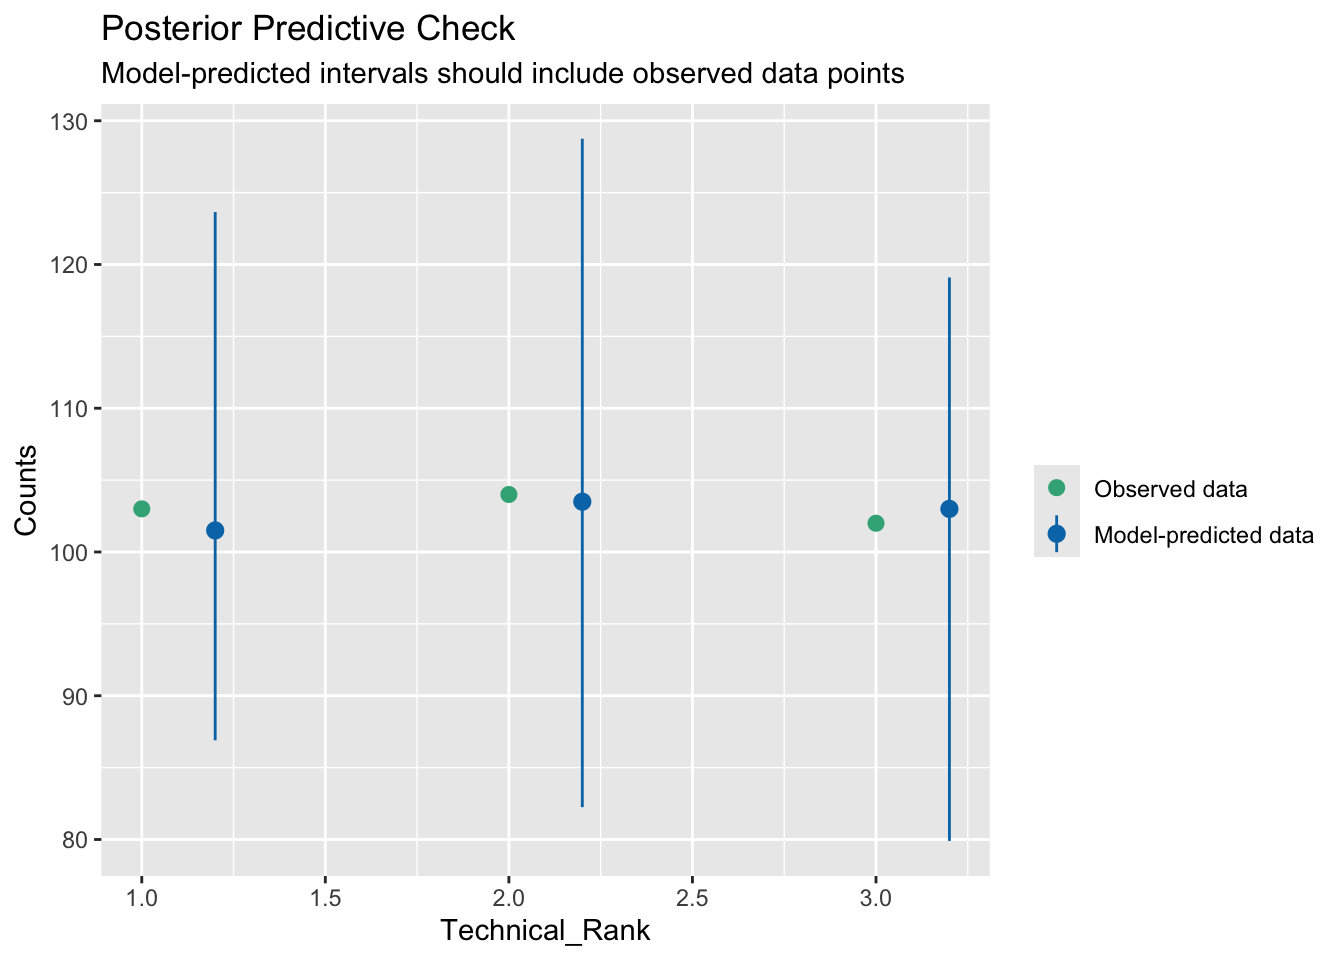 Posterior Predictive Check
Model-predicted intervals should include observed data points
130
120
110
100
90
80
Counts
1.0 1.5 2.0 2.5 3.0
Technical_Rank
Observed data
Model-predicted data